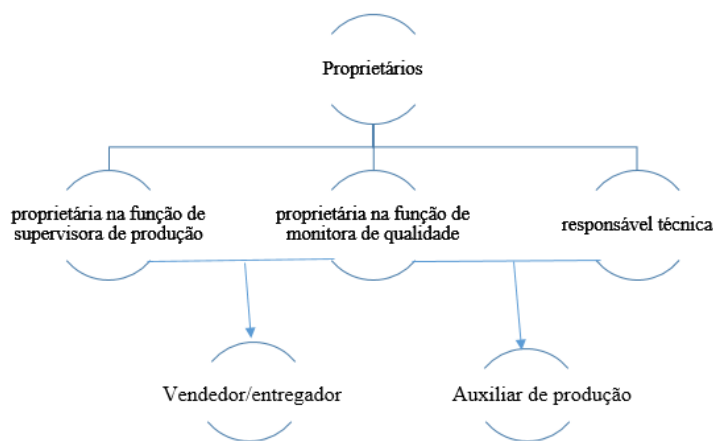 Proprietários
proprietária na função de
supervisora de produção
proprietária na função de
monitora de qualidade
responsável técnica
Vendedor/entregador
Auxiliar de produção